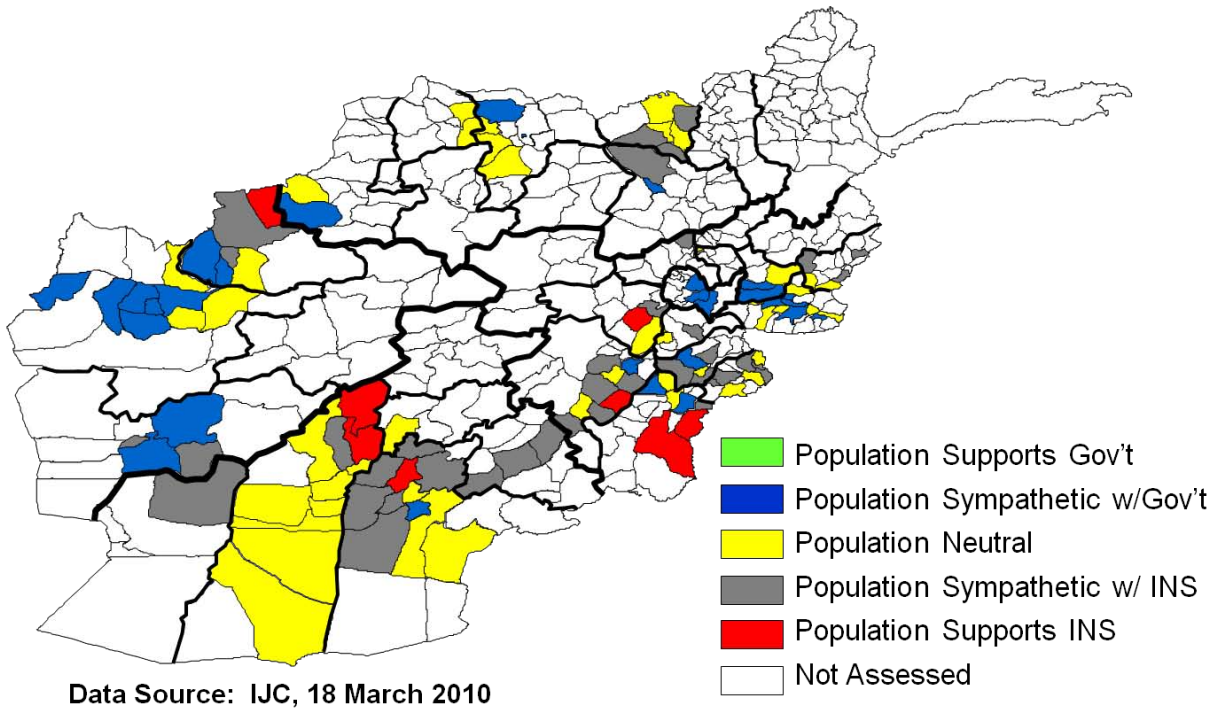 Population Supports Gov't
Population Sympathetic w/Gov't
Population Neutral
Population Sympathetic w/ INS
Population Supports INS
Not Assessed
Data Source: IJC, 18 March 2010